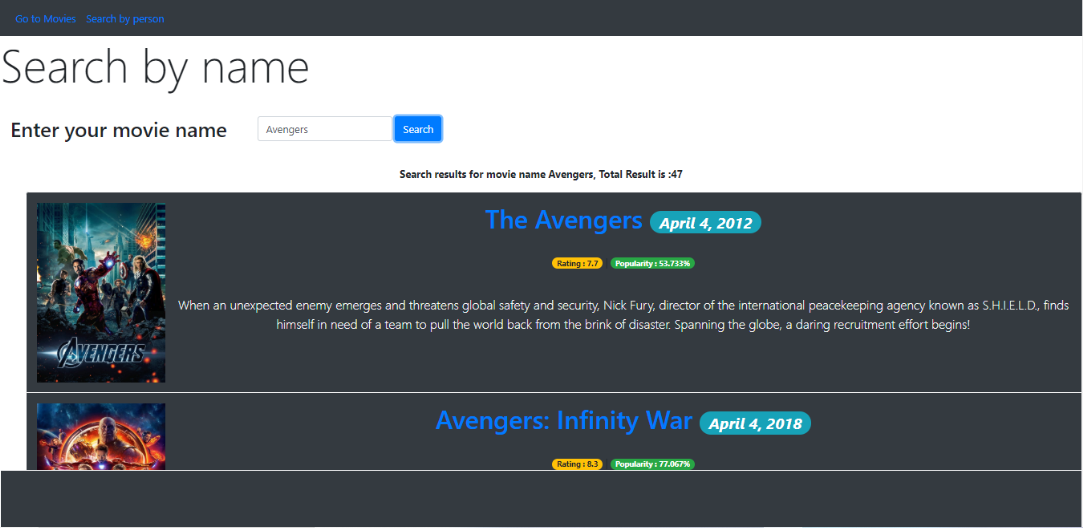 Go to Movies Search by person
Search by name
Enter your movie name Avengers Search
Search results for movie name Avengers, Total Result is :47
The Avengers April 4, 2012
Rating : 7.7 Popularity : 53.733%
When an unexpected enemy emerges and threatens global safety and security, Nick Fury, director of the international peacekeeping agency known as S.H.I.E.L.D., finds
himself in need of a team to pull the world back from the brink of disaster. Spanning the globe, a daring recruitment effort begins!
AVENGERS
Avengers: Infinity War April 4, 2018
Rating : 8.3 Popularity : 77.067%